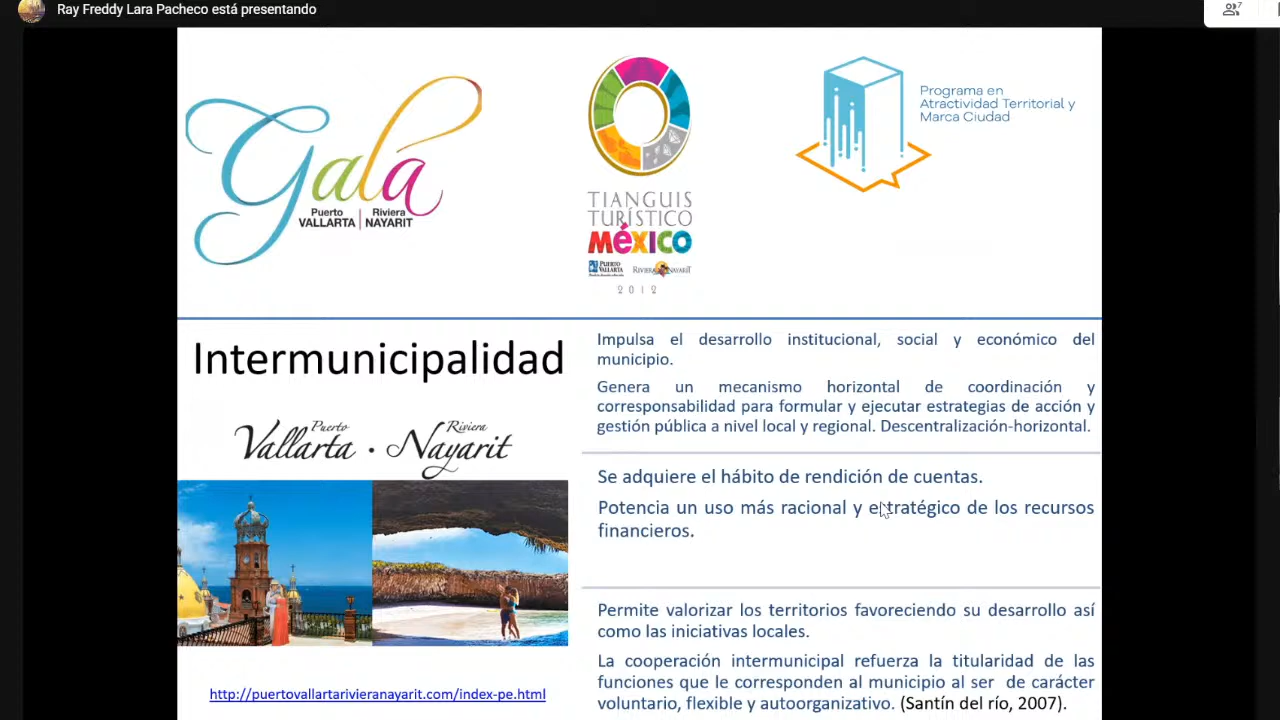 Ray Freddy Lara Pacheco está presentando
7
gala
Puerto
VALLARTA
Riviera
NAYARIT
TIANGUIS
TURÍSTICO
MéXICO
PUERTO
VALLARTA
RIVIERA NAYARIT
2012
Programa en
Atractividad Territorial y
Marca Ciudad
Intermunicipalidad
Puerto Vallarta · Riviera Nayarit
http://puertovallartarivieranayarit.com/index-pe.html
Impulsa el desarrollo institucional, social y económico del
municipio.
Genera un mecanismo horizontal de coordinación y
corresponsabilidad para formular y ejecutar estrategias de acción y
gestión pública a nivel local y regional. Descentralización-horizontal.
Se adquiere el hábito de rendición de cuentas.
Potencia un uso más racional y estratégico de los recursos
financieros.
Permite valorizar los territorios favoreciendo su desarrollo así
como las iniciativas locales.
La cooperación intermunicipal refuerza la titularidad de las
funciones que le corresponden al municipio al ser de carácter
voluntario, flexible y autoorganizativo. (Santín del río, 2007).